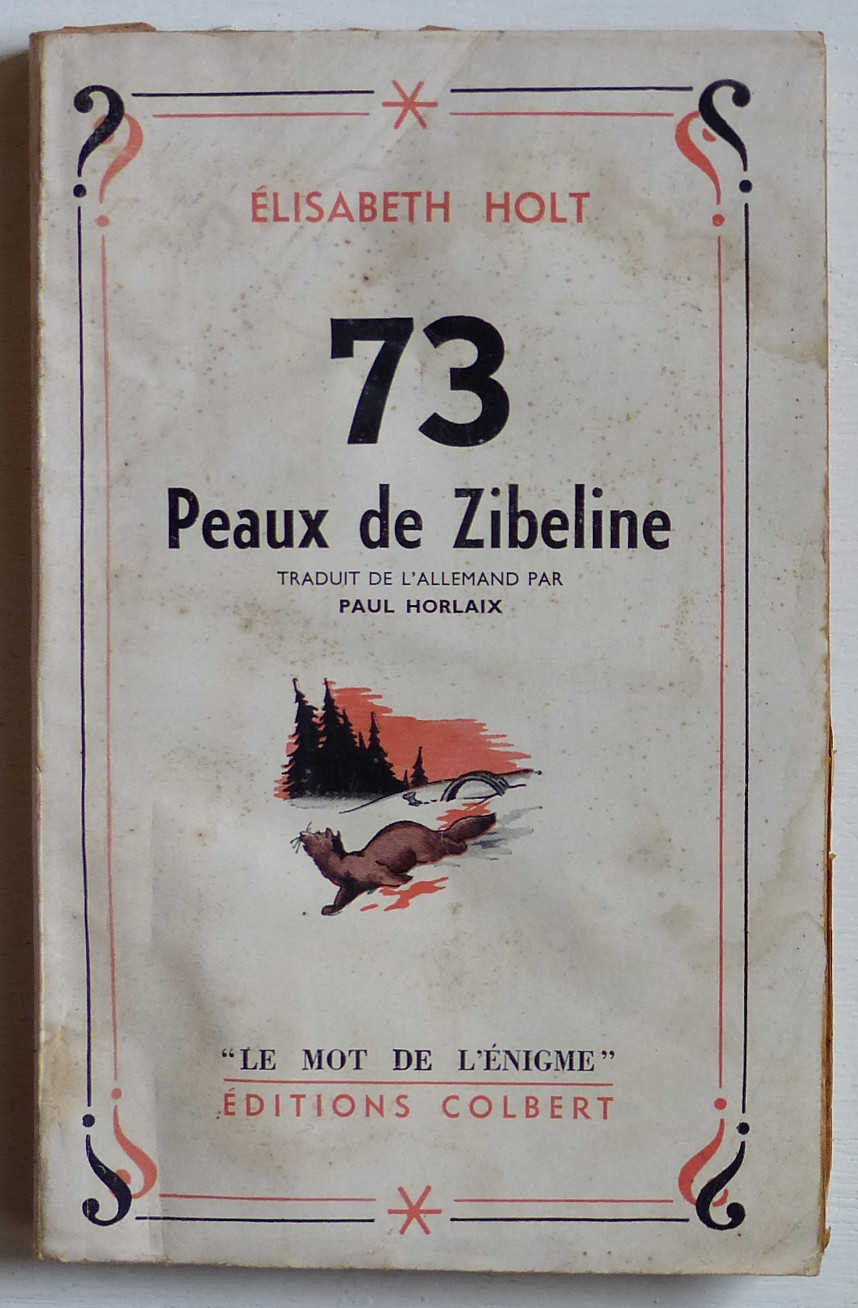 ÉLISABETH HOLT
73
Peaux de Zibeline
TRADUIT DE L'ALLEMAND PAR
PAUL HORLAIX
"LE MOT DE L'ÉNIGME"
ÉDITIONS COLBERT